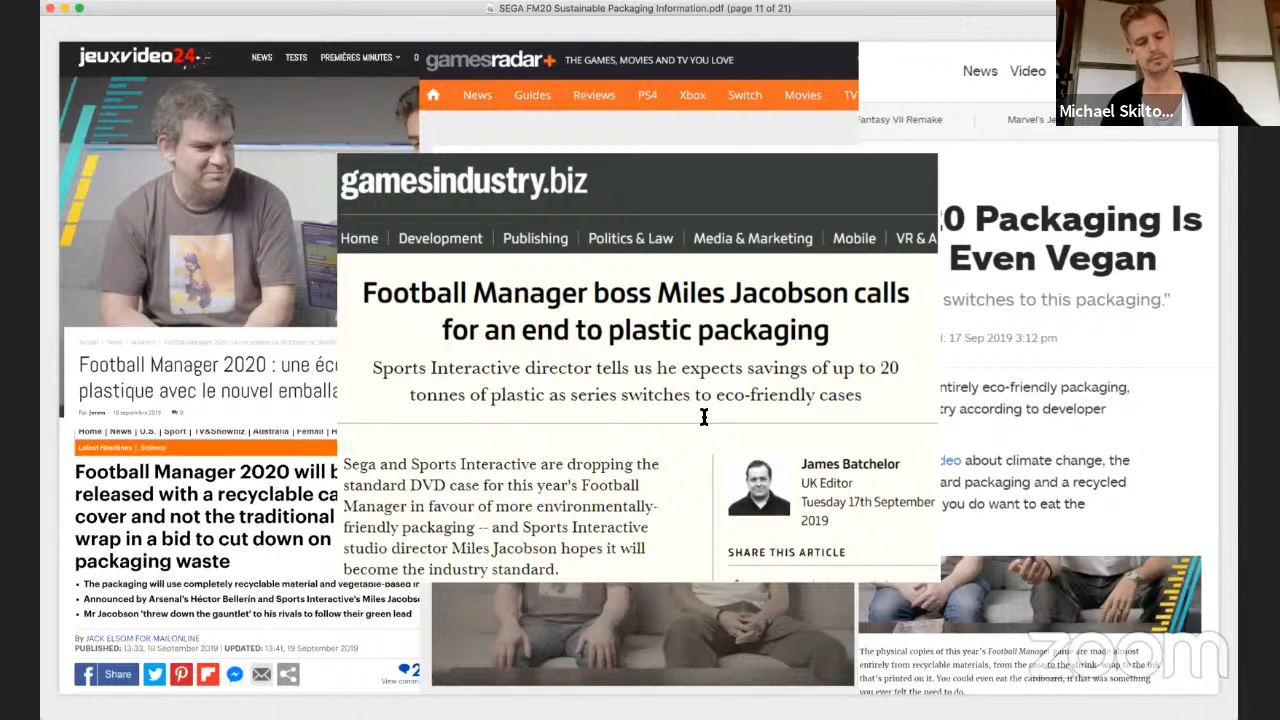 SEGA FM20 Sustainable Packaging Information.pdf (page 11 of 21)
Michael Skilto...
jeuxvideo24
NEWS TESTS PREMIÈRES MINUTES
gamesradar+ THE GAMES, MOVIES AND TV YOU LOVE
News Guides Reviews PS4 Xbox Switch Movies TV
News Video
Fantasy VII Remake Marvel's
gamesindustry.biz
Home Development Publishing Politics & Law Media & Marketing Mobile VR & A
Football Manager boss Miles Jacobson calls
for an end to plastic packaging
Sports Interactive director tells us he expects savings of up to 20
tonnes of plastic as series switches to eco-friendly cases
Sega and Sports Interactive are dropping the
standard DVD case for this year's Football
Manager in favour of more environmentally-
friendly packaging -- and Sports Interactive
studio director Miles Jacobson hopes it will
become the industry standard.
James Batchelor
UK Editor
Tuesday 17th September
2019
SHARE THIS ARTICLE
20 Packaging Is
Even Vegan
switches to this packaging."
17 Sep 2019 3:12 pm
ntirely eco-friendly packaging,
try according to developer
deo about climate change, the
ard packaging and a recycled
you do want to eat the
Football Manager 2020 : une éc
plastique avec le nouvel emballa
Par Jerem 18 septembre 2019 0
Home News U.S. Sport TV&Showbiz Australia Femail H
Latest Headlines Science
Football Manager 2020 will b
released with a recyclable ca
cover and not the traditional
wrap in a bid to cut down on
packaging waste
• The packaging will use completely recyclable material and vegetable-based in
• Announced by Arsenal's Héctor Bellerín and Sports Interactive's Miles Jacobs
• Mr Jacobson 'threw down the gauntlet' to his rivals to follow their green lead
By JACK ELSOM FOR MAILONLINE
PUBLISHED: 13:33, 19 September 2019 | UPDATED: 13:41, 19 September 2019
Share
2
View comm
The physical copies of this year's Football Manager game are made almost
entirely from recyclable materials, from the case to the shrink-wrap to the ink
that's printed on it. You could even eat the cardboard, if that was something
you ever felt the need to do.
zoom